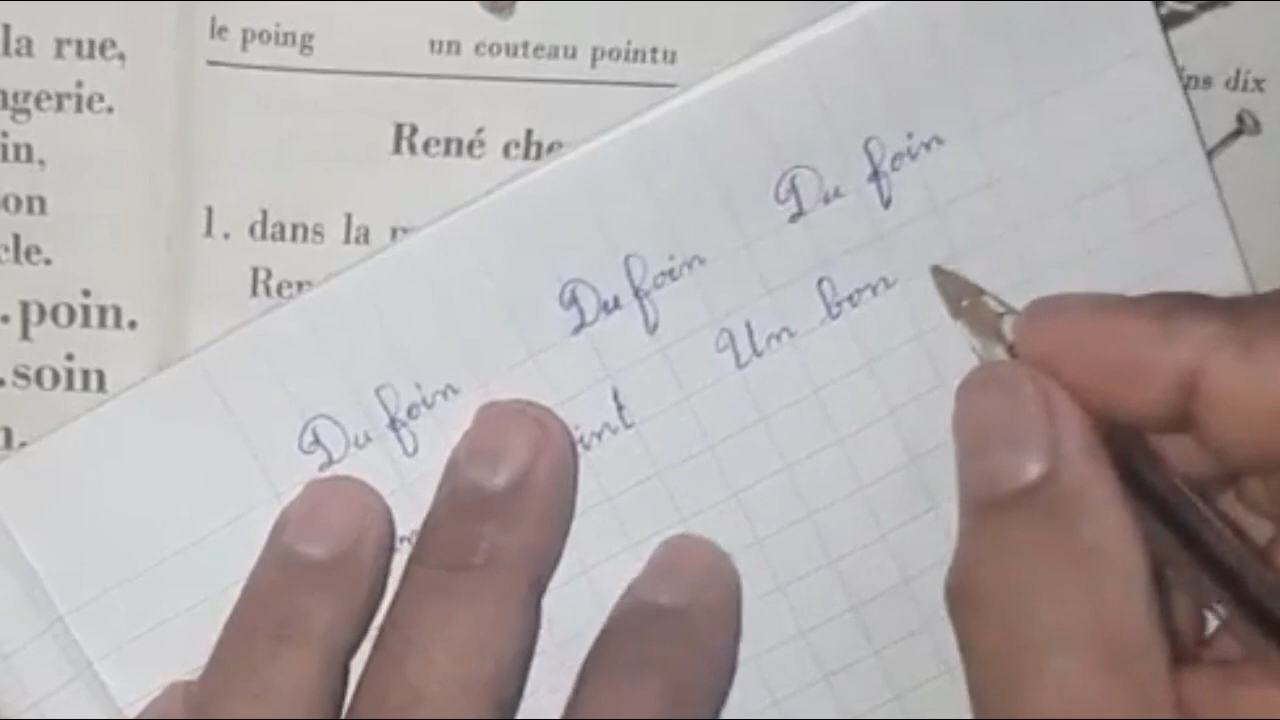 la rue,
ngerie.
in,
on
cle.
.poin.
.soin
le poing
un couteau pointu
René che
1. dans la
Ren
ns dix
Du foin Du foin Du foin
int Un bon